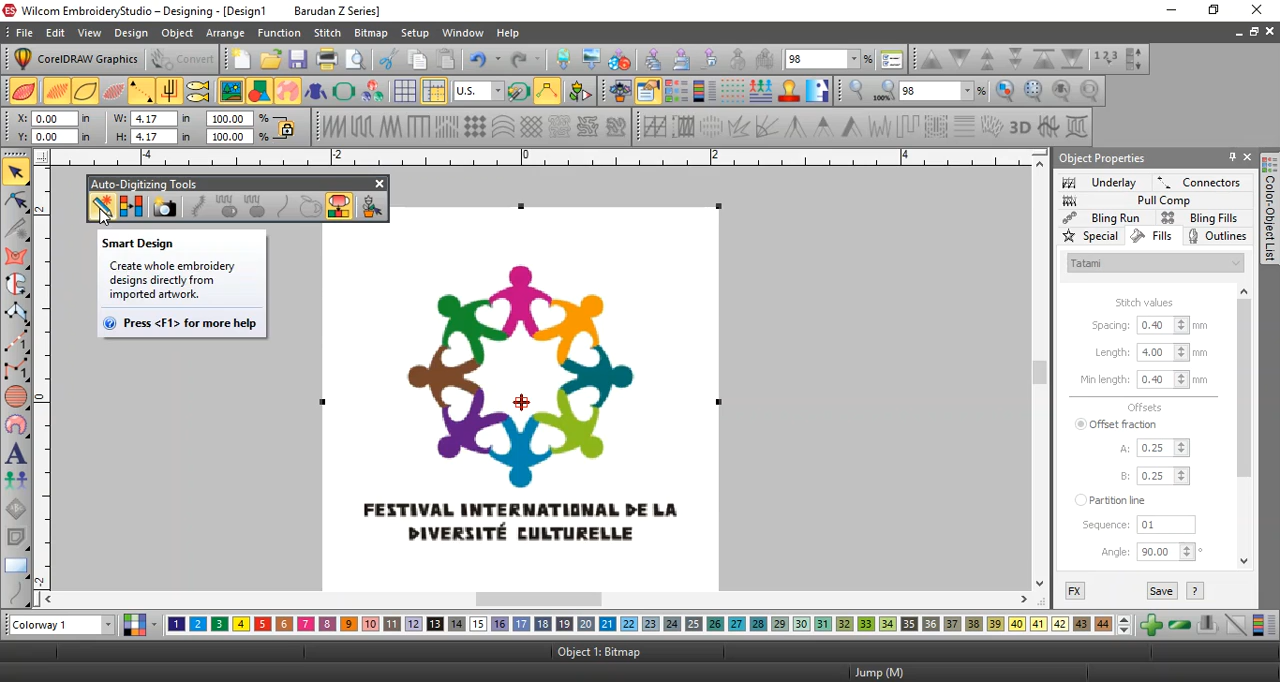 Wilcom EmbroideryStudio – Designing - [Design1 Barudan Z Series]
File Edit View Design Object Arrange Function Stitch Bitmap Setup Window Help
CorelDRAW Graphics Convert 98 % 1 2 3
U.S. 100% 98 %
X: 0.00 in W: 4.17 in 100.00 %
Y: 0.00 in H: 4.17 in 100.00 %
3D
-4 -2 0 2 4
Auto-Digitizing Tools
Smart Design
Create whole embroidery
designs directly from
imported artwork.
Press <F1> for more help
2
0
-2
FESTIVAL INTERNATIONAL DE LA
DIVERSITÉ CULTURELLE
Object Properties
Underlay Connectors
Pull Comp
Bling Run Bling Fills
Special Fills Outlines
Tatami
Stitch values
Spacing: 0.40 mm
Length: 4.00 mm
Min length: 0.40 mm
Offsets
Offset fraction
A: 0.25
B: 0.25
Partition line
Sequence: 01
Angle: 90.00 °
FX Save ?
Color-Object List
Colorway 1 1 2 3 4 5 6 7 8 9 10 11 12 13 14 15 16 17 18 19 20 21 22 23 24 25 26 27 28 29 30 31 32 33 34 35 36 37 38 39 40 41 42 43 44
Object 1: Bitmap
Jump (M)